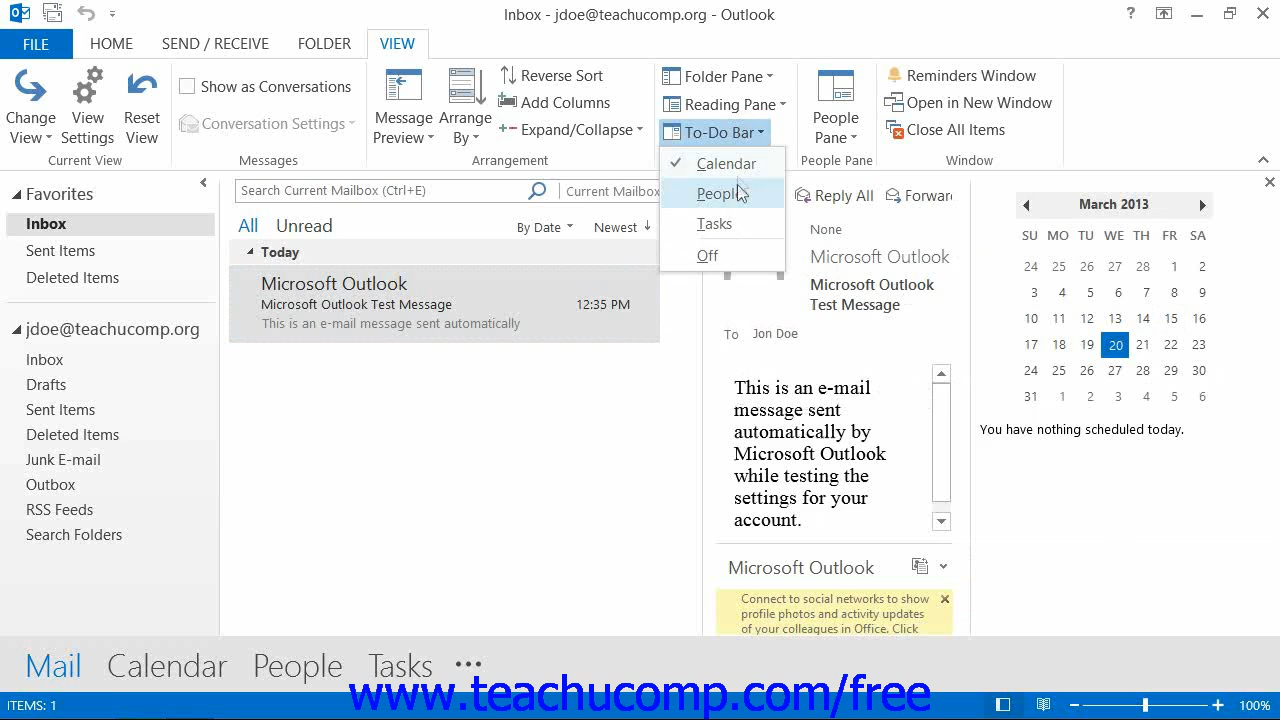 Inbox - jdoe@teachucomp.org - Outlook
?
FILE HOME SEND / RECEIVE FOLDER VIEW
Change View
View Settings
Reset View
Current View
Show as Conversations
Conversation Settings
Messages
Message Preview
Arrange By
Reverse Sort
Add Columns
Expand/Collapse
Arrangement
Folder Pane
Reading Pane
To-Do Bar
Calendar
People
Tasks
Off
People Pane
People Pane
Reminders Window
Open in New Window
Close All Items
Window
Favorites
Inbox
Sent Items
Deleted Items
jdoe@teachucomp.org
Inbox
Drafts
Sent Items
Deleted Items
Junk E-mail
Outbox
RSS Feeds
Search Folders
Search Current Mailbox (Ctrl+E) Current Mailbox
All Unread By Date Newest
Today
Microsoft Outlook
Microsoft Outlook Test Message 12:35 PM
This is an e-mail message sent automatically
Reply All Forwar
None
Microsoft Outlook
Microsoft Outlook
Test Message
To Jon Doe
This is an e-mail
message sent
automatically by
Microsoft Outlook
while testing the
settings for your
account.
Microsoft Outlook
Connect to social networks to show
profile photos and activity updates
of your colleagues in Office. Click
March 2013
SU MO TU WE TH FR SA
24 25 26 27 28 1 2
3 4 5 6 7 8 9
10 11 12 13 14 15 16
17 18 19 20 21 22 23
24 25 26 27 28 29 30
31 1 2 3 4 5 6
You have nothing scheduled today.
Mail Calendar People Tasks •••
www.teachucomp.com/free
ITEMS: 1
100%